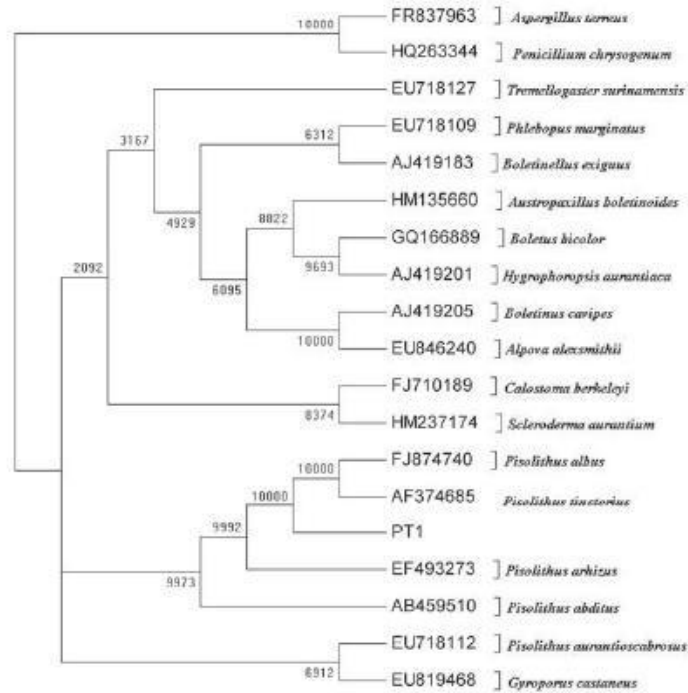 FR837963 ] Aspergillus terreus
10000
HQ263344 ] Penicillium chrysogenum
EU718127 ] Tremellogaster surinamensis
EU718109 ] Phlebopus marginatus
3167
6312
AJ419183 ] Boletinellus exiguus
HM135660 ] Austropaxillus boletinoides
8822
4929
GQ166889 ] Boletus bicolor
2092
9693
AJ419201 ] Hygrophoropsis aurantiaca
6095
AJ419205 ] Boletinus cavipes
10000
EU846240 ] Alpova alexsmithii
FJ710189 ] Calostoma berkeleyi
8374
HM237174 ] Scleroderma aurantium
FJ874740 ] Pisolithus albus
10000
AF374685 Pisolithus tinctorius
10000
PT1
9992
EF493273 ] Pisolithus arhizus
9973
AB459510 ] Pisolithus abditus
EU718112 ] Pisolithus aurantioscabrosus
6912
EU819468 ] Gyroporus castaneus